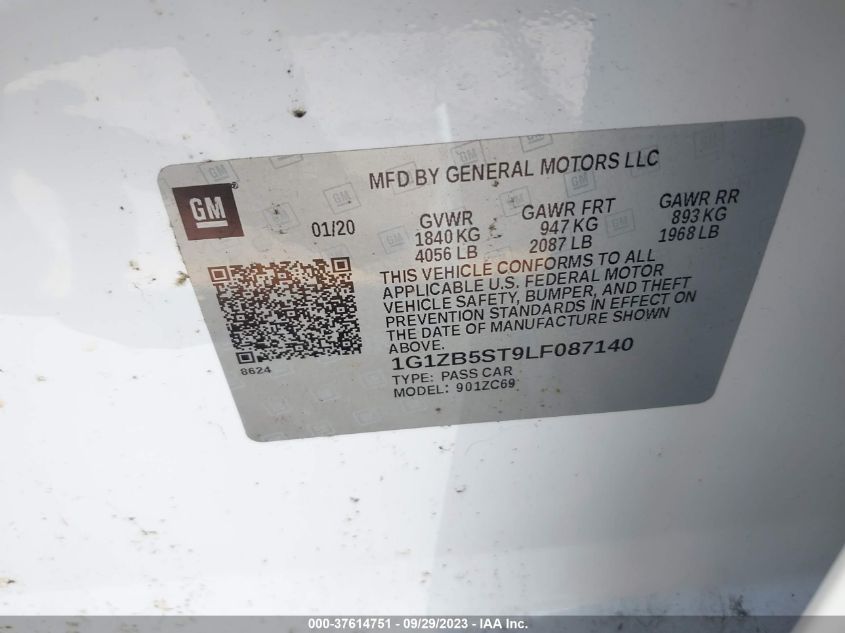 MFD BY GENERAL MOTORS LLC
GM
01/20
GVWR
1840 KG
4056 LB
GAWR FRT
947 KG
2087 LB
GAWR RR
893 KG
1968 LB
THIS VEHICLE CONFORMS TO ALL
APPLICABLE U.S. FEDERAL MOTOR
VEHICLE SAFETY, BUMPER, AND THEFT
PREVENTION STANDARDS IN EFFECT ON
THE DATE OF MANUFACTURE SHOWN
ABOVE.
8624
1G1ZB5ST9LF087140
TYPE: PASS CAR
MODEL: 901ZC69
000-37614751 - 09/29/2023 - IAA Inc.